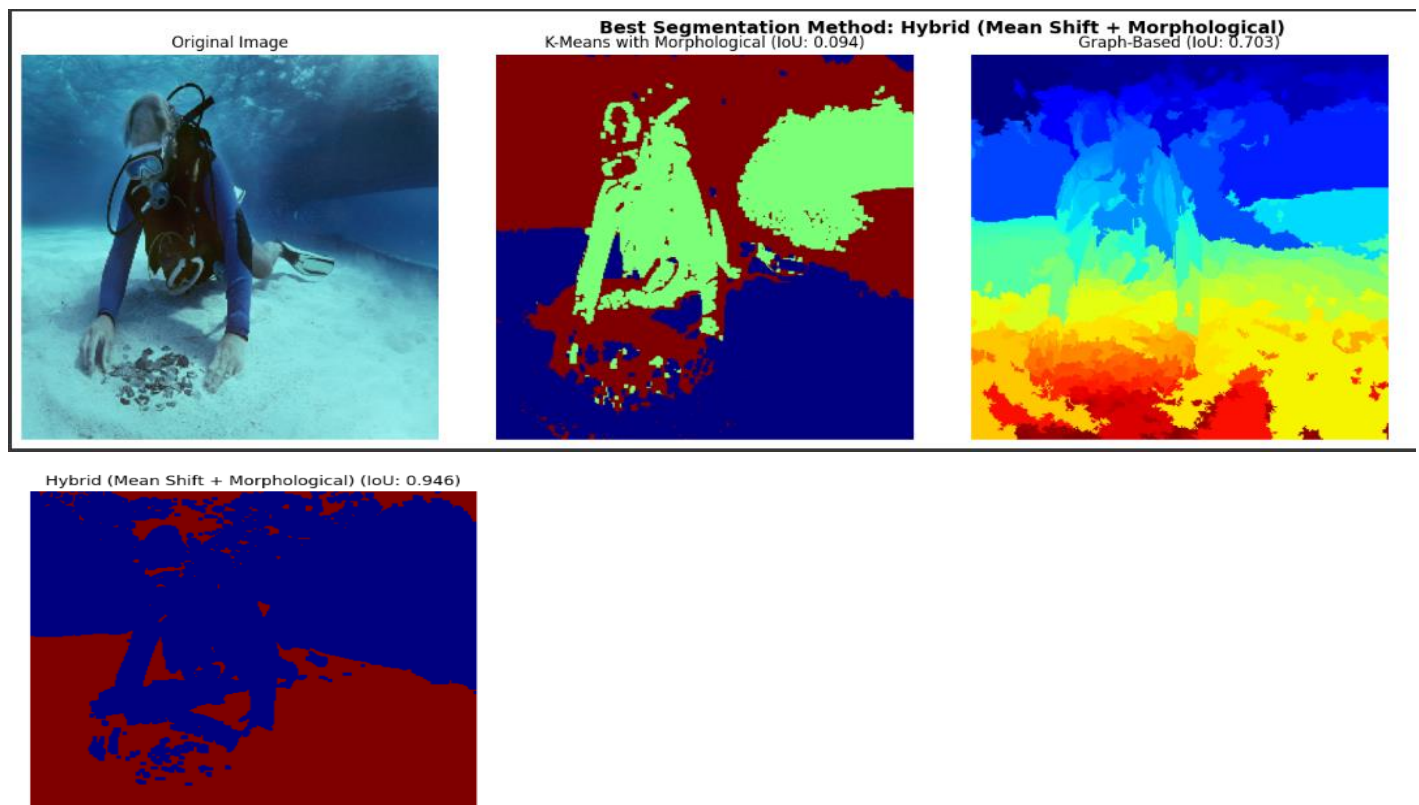 Best Segmentation Method: Hybrid (Mean Shift + Morphological)
Original Image
K-Means with Morphological (IoU: 0.094)
Graph-Based (IoU: 0.703)
Hybrid (Mean Shift + Morphological) (IoU: 0.946)